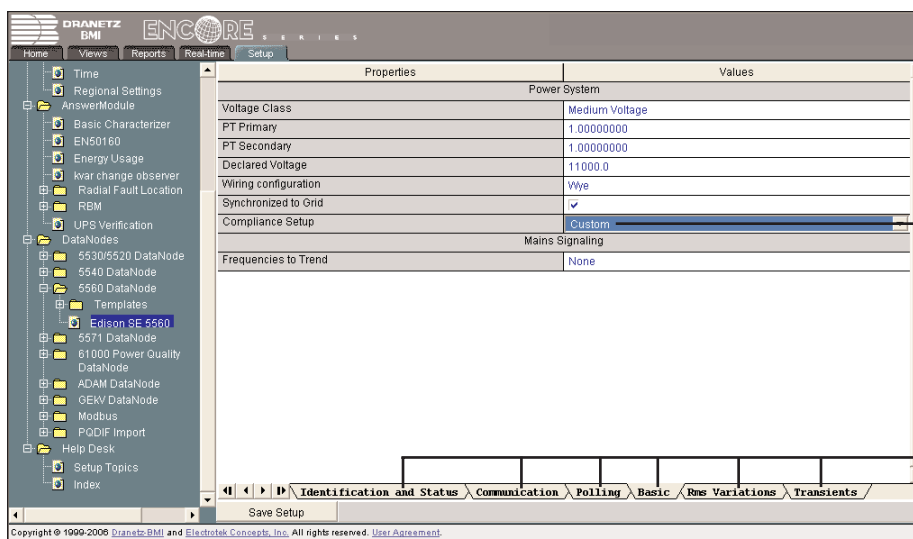 DRANETZ BMI ENCORE SERIES
Home Views Reports Real-time Setup
Time
Regional Settings
AnswerModule
Basic Characterizer
EN50160
Energy Usage
kvar change observer
Radial Fault Location
RBM
UPS Verification
DataNodes
5530/5520 DataNode
5540 DataNode
5560 DataNode
Templates
Edison SE 5560
5571 DataNode
61000 Power Quality
DataNode
ADAM DataNode
GEkV DataNode
Modbus
PQDIF Import
Help Desk
Setup Topics
Index
Properties Values
Power System
Voltage Class Medium Voltage
PT Primary 1.00000000
PT Secondary 1.00000000
Declared Voltage 11000.0
Wiring configuration Wye
Synchronized to Grid
Compliance Setup Custom
Mains Signaling
Frequencies to Trend None
Identification and Status Communication Polling Basic Rms Variations Transients
Save Setup
Copyright © 1999-2006 Dranetz-BMI and Electrotek Concepts, Inc. All rights reserved. User Agreement.